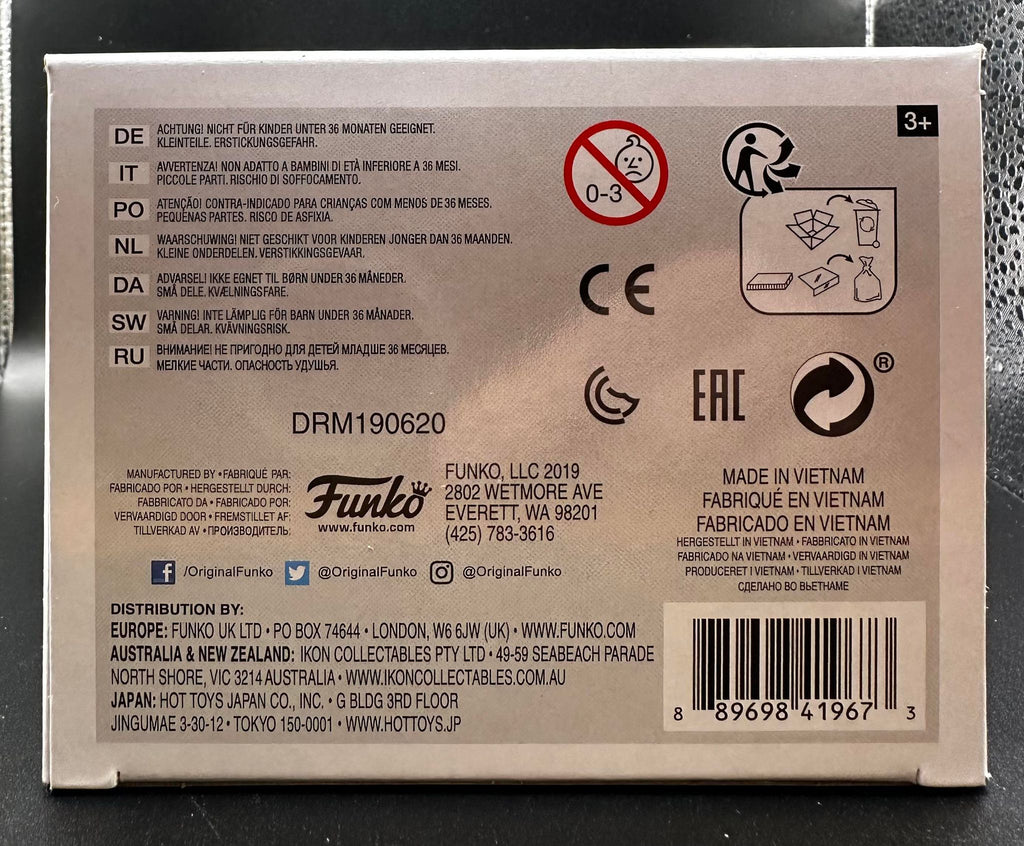 3+
DE ACHTUNG! NICHT FÜR KINDER UNTER 36 MONATEN GEEIGNET.
KLEINTEILE. ERSTICKUNGSGEFAHR.
IT AVVERTENZA! NON ADATTO A BAMBINI DI ETÀ INFERIORE A 36 MESI.
PICCOLE PARTI. RISCHIO DI SOFFOCAMENTO.
PO ATENÇÃO! CONTRA-INDICADO PARA CRIANÇAS COM MENOS DE 36 MESES.
PEQUENAS PARTES. RISCO DE ASFIXIA.
NL WAARSCHUWING! NIET GESCHIKT VOOR KINDEREN JONGER DAN 36 MAANDEN.
KLEINE ONDERDELEN. VERSTIKKINGSGEVAAR.
DA ADVARSEL! IKKE EGNET TIL BØRN UNDER 36 MÅNEDER.
SMÅ DELE. KVÆLNINGSFARE.
SW VARNING! INTE LÄMPLIG FÖR BARN UNDER 36 MÅNADER.
SMÅ DELAR. KVÄVNINGSRISK.
RU ВНИМАНИЕ! НЕ ПРИГОДНО ДЛЯ ДЕТЕЙ МЛАДШЕ 36 МЕСЯЦЕВ.
МЕЛКИЕ ЧАСТИ. ОПАСНОСТЬ УДУШЬЯ.
0-3
CE
EAC
®
DRM190620
MANUFACTURED BY • FABRIQUÉ PAR:
FABRICADO POR • HERGESTELLT DURCH:
FABBRICATO DA • FABRICADO POR:
VERVAARDIGD DOOR • FREMSTILLET AF:
TILLVERKAD AV • ПРОИЗВОДИТЕЛЬ:
Funko
www.funko.com
FUNKO, LLC 2019
2802 WETMORE AVE
EVERETT, WA 98201
(425) 783-3616
MADE IN VIETNAM
FABRIQUÉ EN VIETNAM
FABRICADO EN VIETNAM
HERGESTELLT IN VIETNAM • FABBRICATO IN VIETNAM
FABRICADO NA VIETNAM • VERVAARDIGD IN VIETNAM
PRODUCERET I VIETNAM • TILLVERKAD I VIETNAM
СДЕЛАНО ВО ВЬЕТНАМЕ
/OriginalFunko @OriginalFunko @OriginalFunko
DISTRIBUTION BY:
EUROPE: FUNKO UK LTD • PO BOX 74644 • LONDON, W6 6JW (UK) • WWW.FUNKO.COM
AUSTRALIA & NEW ZEALAND: IKON COLLECTABLES PTY LTD • 49-59 SEABEACH PARADE
NORTH SHORE, VIC 3214 AUSTRALIA • WWW.IKONCOLLECTABLES.COM.AU
JAPAN: HOT TOYS JAPAN CO., INC. • G BLDG 3RD FLOOR
JINGUMAE 3-30-12 • TOKYO 150-0001 • WWW.HOTTOYS.JP
8 89698 41967 3